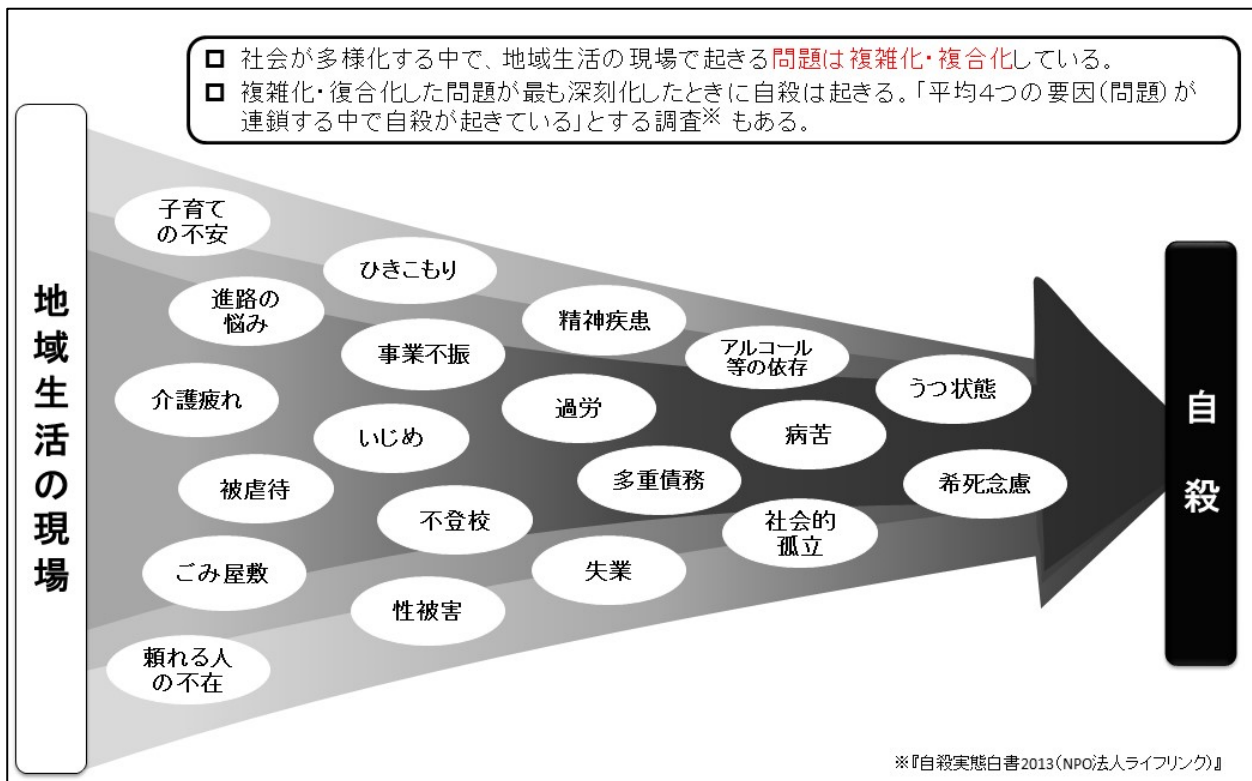 □ 社会が多様化する中で、地域生活の現場で起きる問題は複雑化・複合化している。
□ 複雑化・復合化した問題が最も深刻化したときに自殺は起きる。「平均4つの要因(問題)が
連鎖する中で自殺が起きている」とする調査※ もある。
地域生活の現場
子育て
の不安
ひきこもり
進路の
悩み
精神疾患
事業不振
アルコール
等の依存
うつ状態
介護疲れ
過労
いじめ
病苦
被虐待
多重債務
希死念慮
不登校
社会的
孤立
ごみ屋敷
失業
性被害
頼れる人
の不在
自殺
※『自殺実態白書2013(NPO法人ライフリンク)』